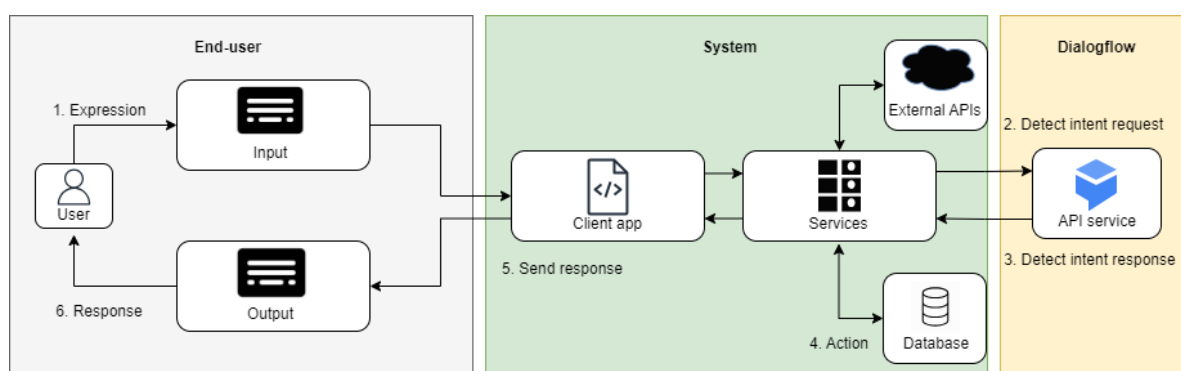 End-user
System
Dialogflow
1. Expression
Input
User
6. Response
Output
</>
Client app
5. Send response
Services
External APIs
4. Action
Database
2. Detect intent request
API service
3. Detect intent response